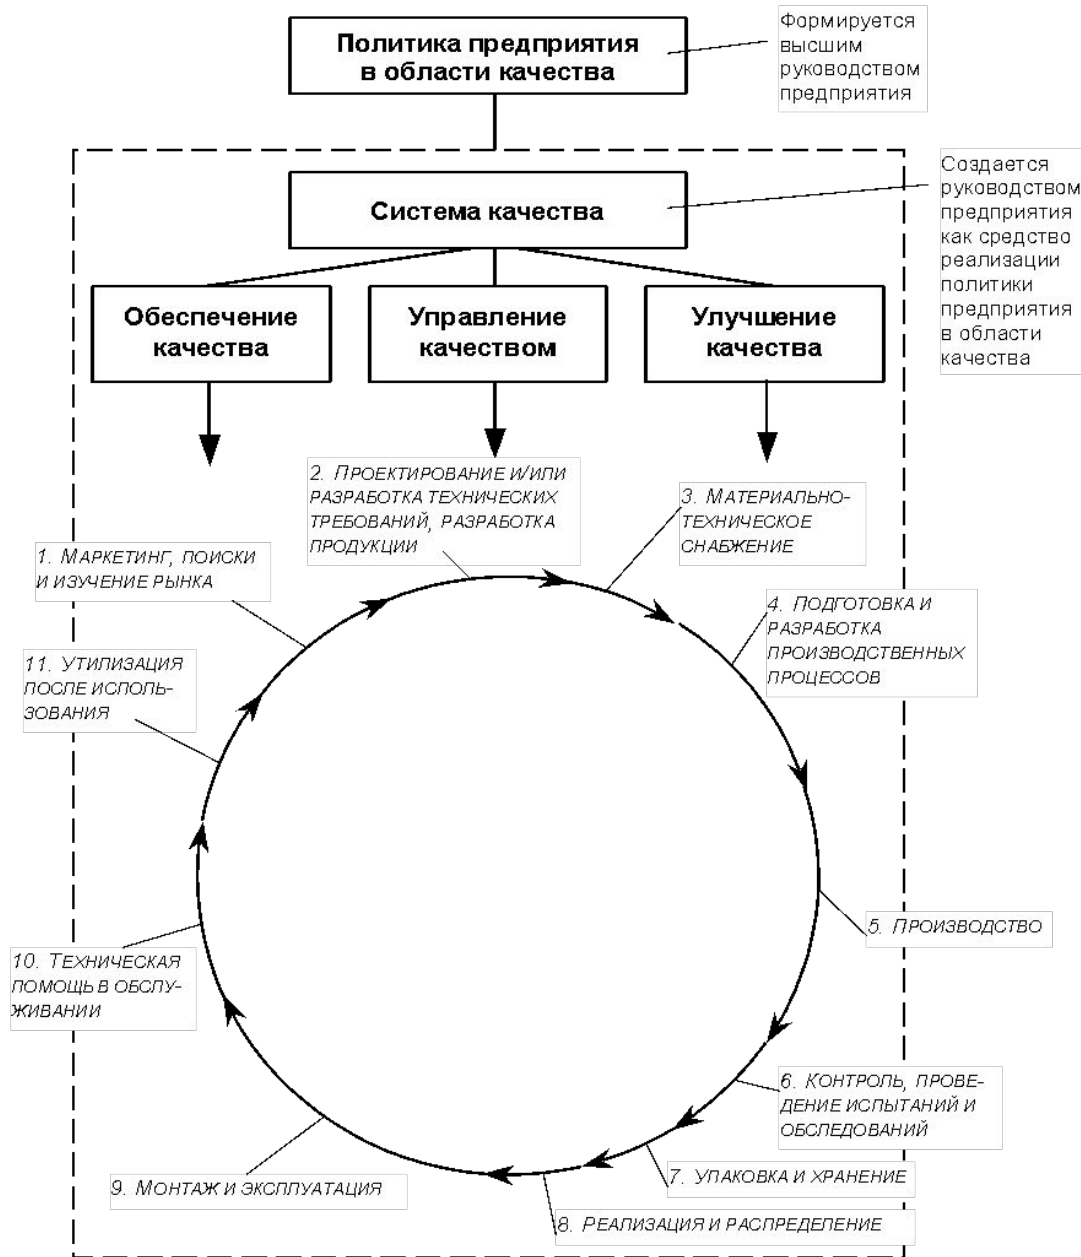 Политика предприятия
в области качества
Формируется
высшим
руководством
предприятия
Система качества
Создается
руководством
предприятия
как средство
реализации
политики
предприятия
в области
качества
Обеспечение
качества
Управление
качеством
Улучшение
качества
1. Маркетинг, поиски
и изучение рынка
2. Проектирование и/или
разработка технических
требований, разработка
продукции
3. Материально-
техническое
снабжение
4. Подготовка и
разработка
производственных
процессов
5. Производство
6. Контроль, прове-
дение испытаний и
обследований
7. Упаковка и хранение
8. Реализация и распределение
9. Монтаж и эксплуатация
10. Техническая
помощь в обслу-
живании
11. Утилизация
после исполь-
зования